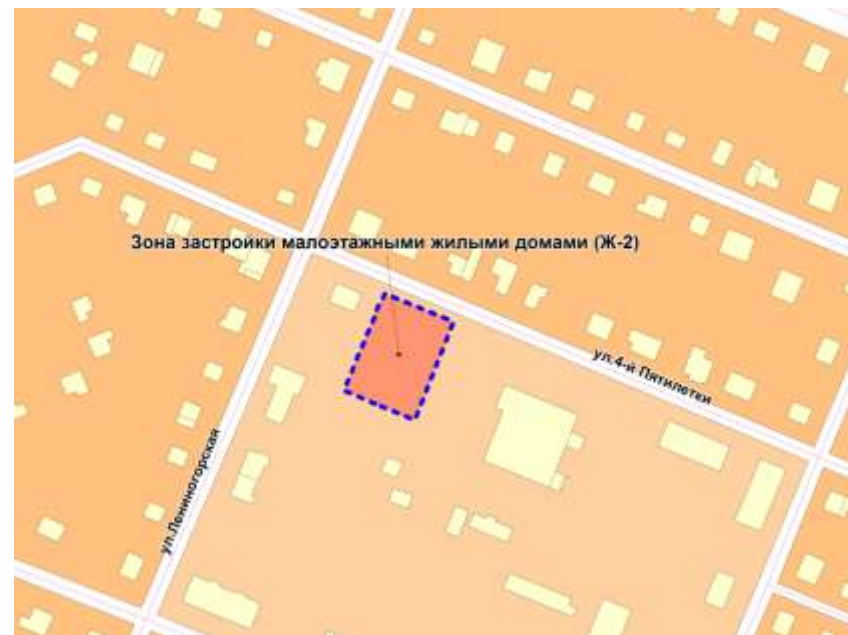 Зона застройки малоэтажными жилыми домами (Ж-2)
ул.4-й Пятилетки
ул.Лениногорская